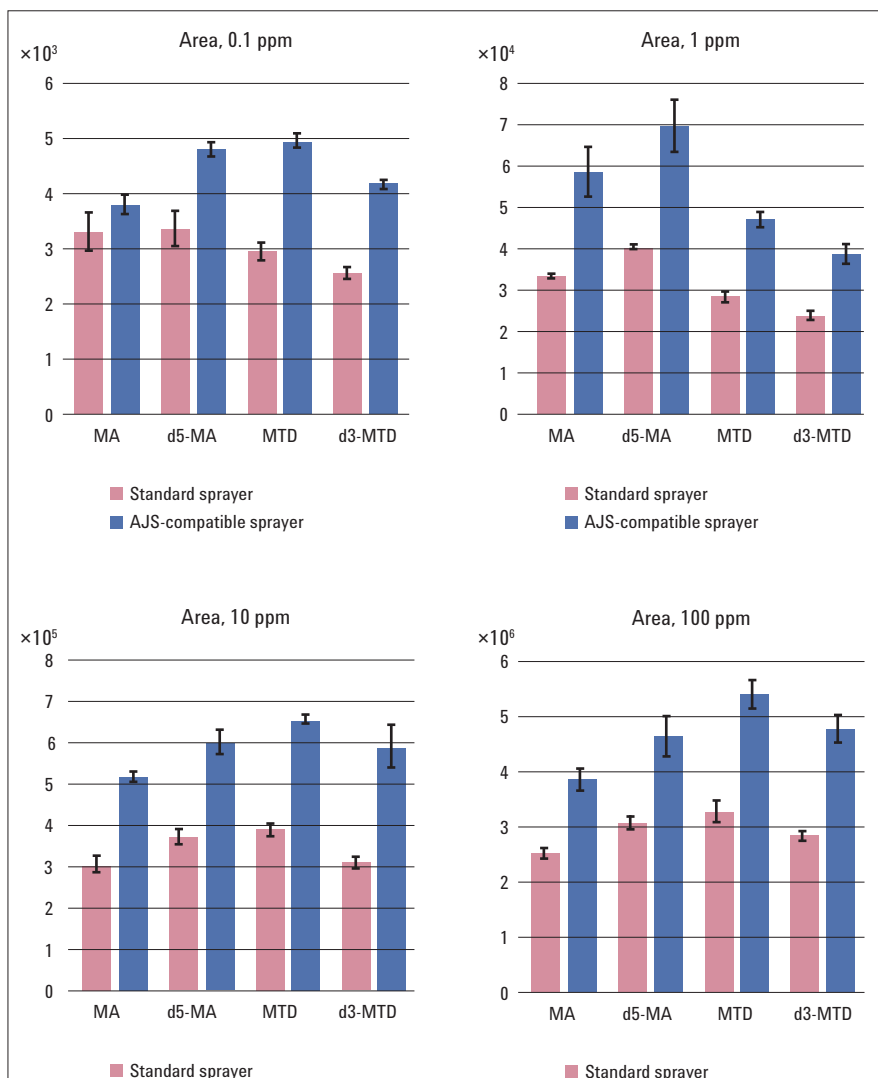 Area, 0.1 ppm
×10³
6
5
4
3
2
1
0
MA d5-MA MTD d3-MTD
Standard sprayer
AJS-compatible sprayer
Area, 1 ppm
×10⁴
8
7
6
5
4
3
2
1
0
MA d5-MA MTD d3-MTD
Standard sprayer
AJS-compatible sprayer
Area, 10 ppm
×10⁵
8
7
6
5
4
3
2
1
0
MA d5-MA MTD d3-MTD
Standard sprayer
Area, 100 ppm
×10⁶
6
5
4
3
2
1
0
MA d5-MA MTD d3-MTD
Standard sprayer